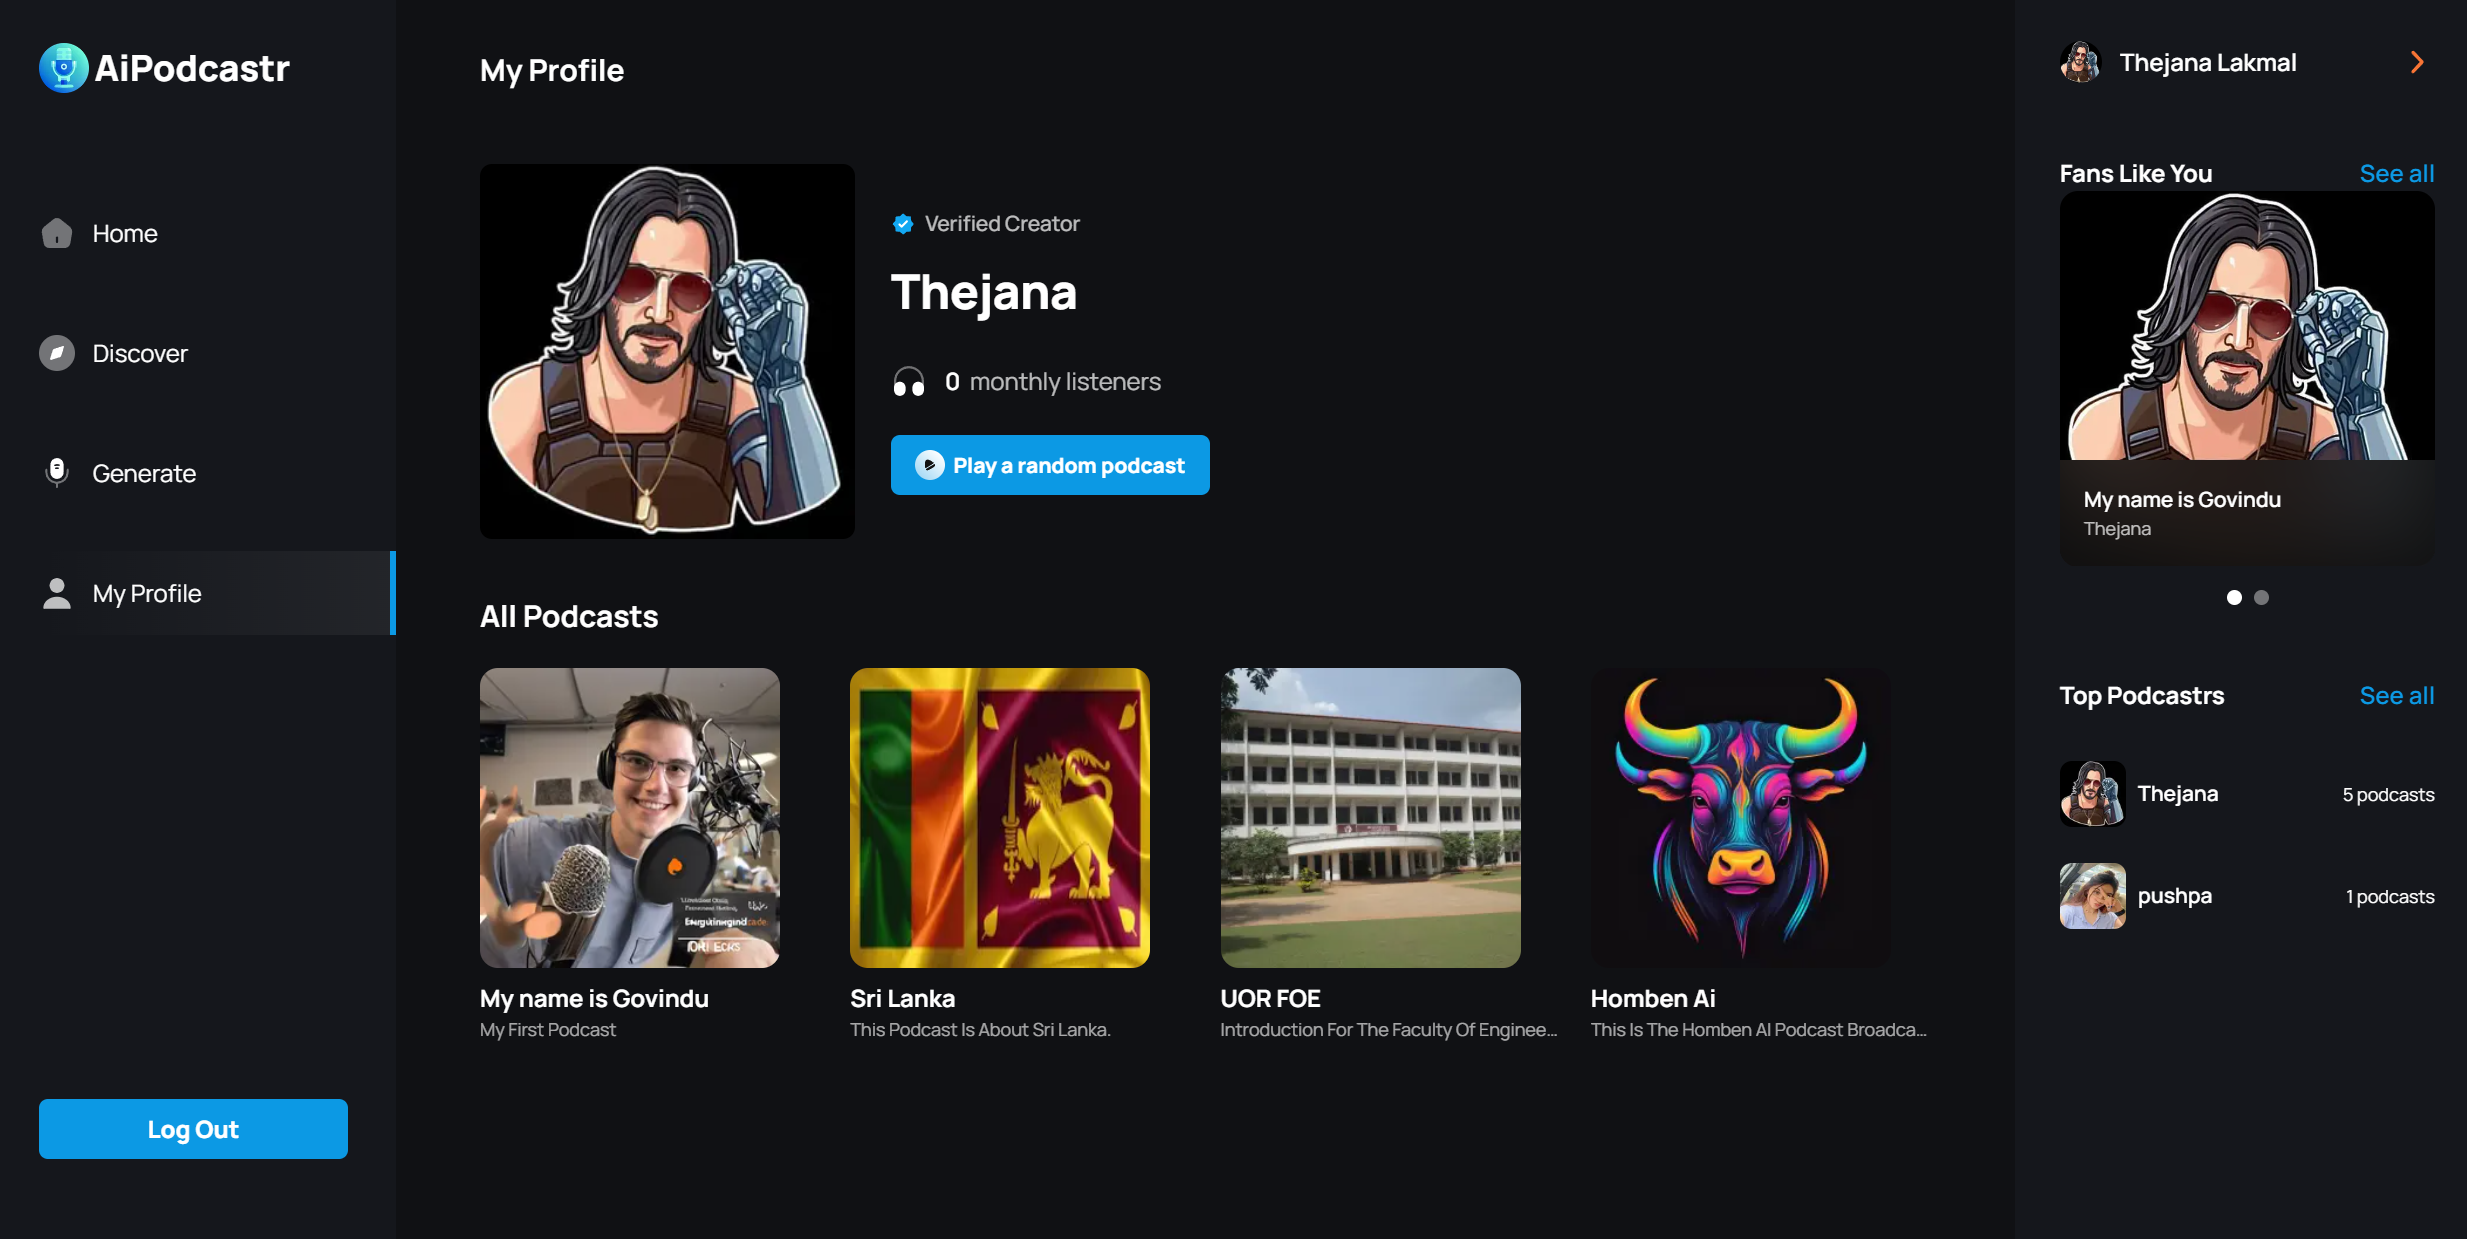 AiPodcastr
Home
Discover
Generate
My Profile
Log Out
My Profile
Verified Creator
Thejana
0 monthly listeners
Play a random podcast
All Podcasts
My name is Govindu
My First Podcast
Sri Lanka
This Podcast Is About Sri Lanka.
UOR FOE
Introduction For The Faculty Of Enginee...
Homben Ai
This Is The Homben AI Podcast Broadca...
Thejana Lakmal
Fans Like You
See all
My name is Govindu
Thejana
Top Podcastrs
See all
Thejana
5 podcasts
pushpa
1 podcasts